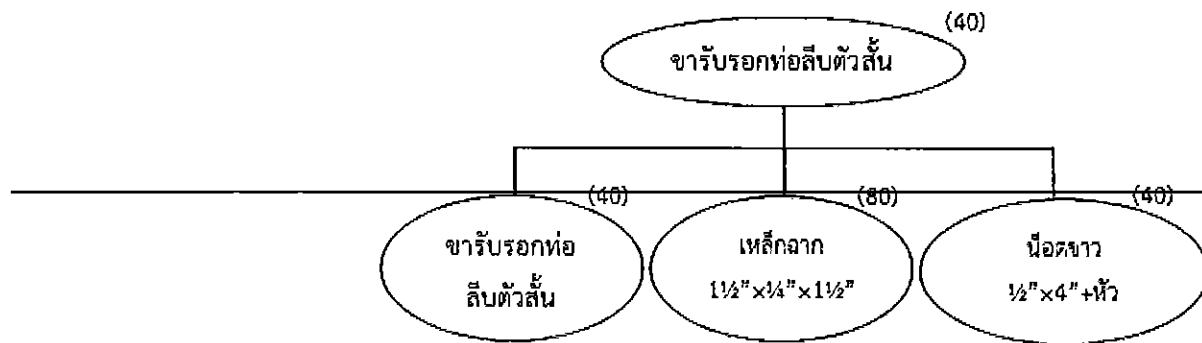 (40)
ขารับรอกท่อลีบตัวสั้น
(40)
ขารับรอกท่อ
ลีบตัวสั้น
(80)
เหล็กฉาก
1½"×¼"×1½"
(40)
น๊อตขาว
½"×4"+หัว